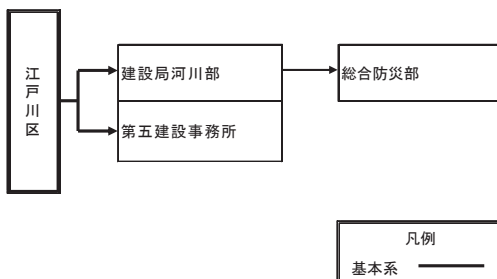 江戸川区
建設局河川部
総合防災部
第五建設事務所
凡例
基本系